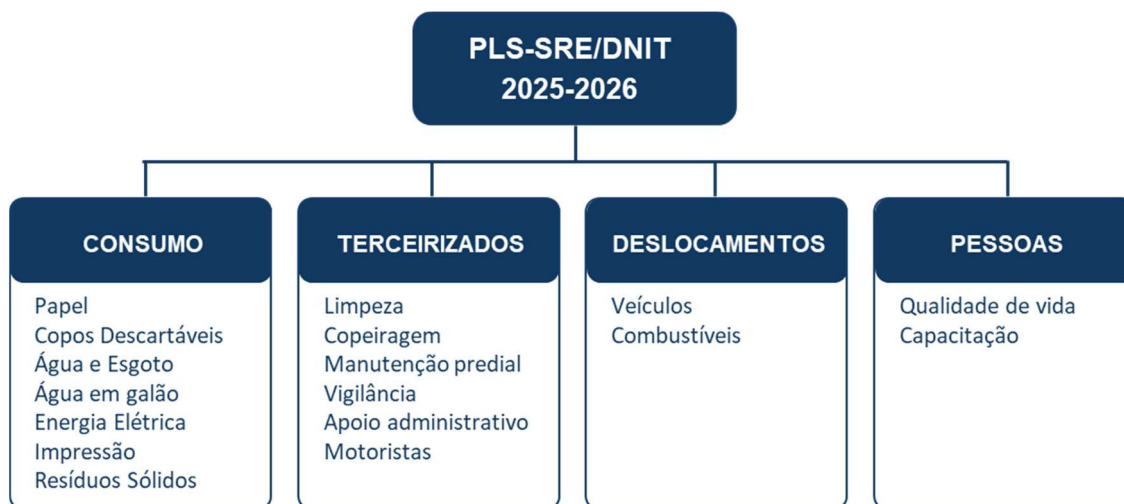 PLS-SRE/DNIT
2025-2026
CONSUMO
Papel
Copos Descartáveis
Água e Esgoto
Água em galão
Energia Elétrica
Impressão
Resíduos Sólidos
TERCEIRIZADOS
Limpeza
Copeiragem
Manutenção predial
Vigilância
Apoio administrativo
Motoristas
DESLOCAMENTOS
Veículos
Combustíveis
PESSOAS
Qualidade de vida
Capacitação